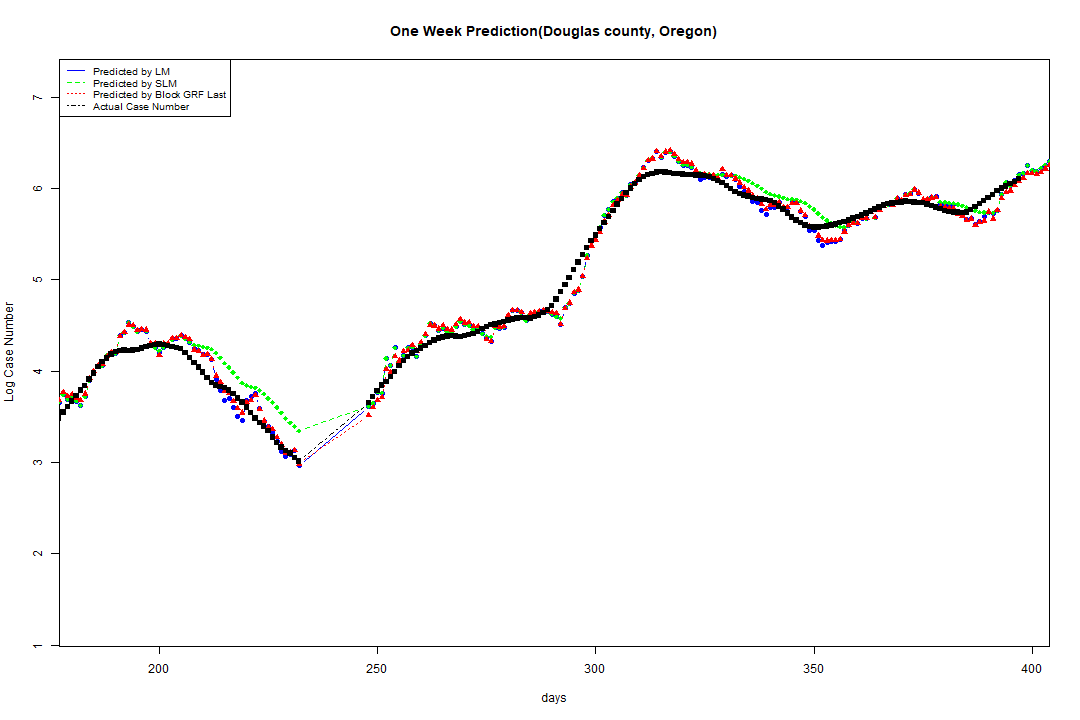 One Week Prediction(Douglas county, Oregon)
Predicted by LM
Predicted by SLM
Predicted by Block GRF Last
Actual Case Number
7
6
5
4
3
2
1
Log Case Number
200 250 300 350 400
days